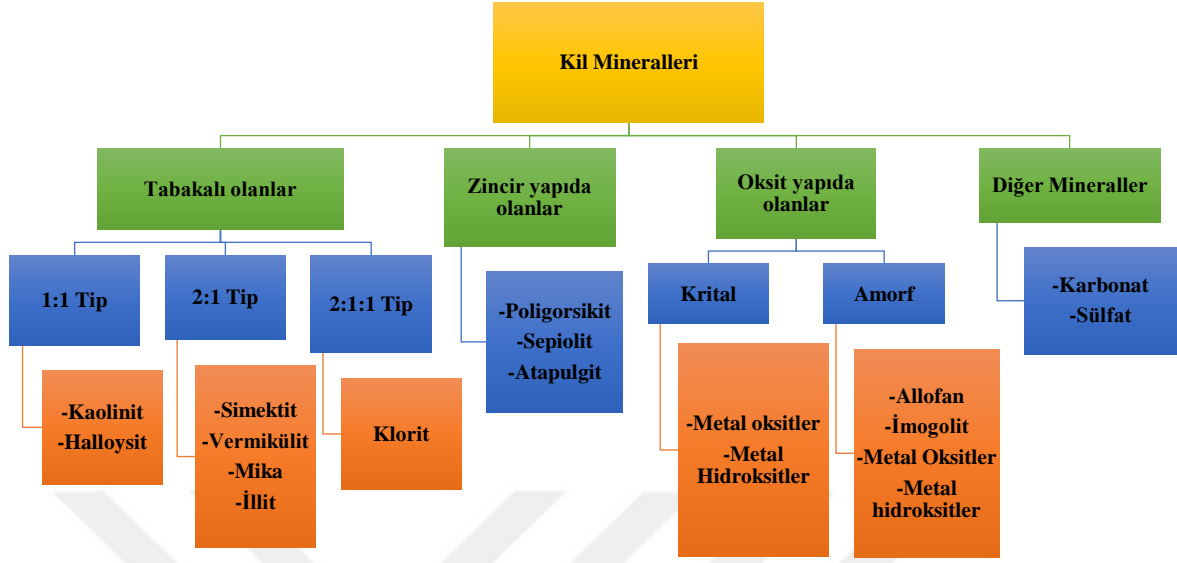 Kil Mineralleri
Tabakalı olanlar
Zincir yapıda
olanlar
Oksit yapıda
olanlar
Diğer Mineraller
1:1 Tip
2:1 Tip
2:1:1 Tip
-Poligorsikit
-Sepiolit
-Atapulgit
Krital
Amorf
-Karbonat
-Sülfat
-Kaolinit
-Halloysit
-Simektit
-Vermikülit
-Mika
-İllit
Klorit
-Metal oksitler
-Metal
Hidroksitler
-Allofan
-İmogolit
-Metal Oksitler
-Metal
hidroksitler